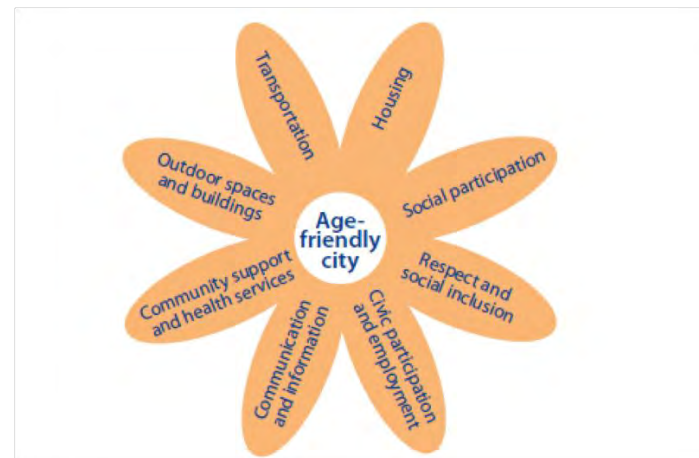 Age-
friendly
city
Transportation
Housing
Social participation
Respect and
social inclusion
Civic participation
and employment
Communication
and information
Community support
and health services
Outdoor spaces
and buildings